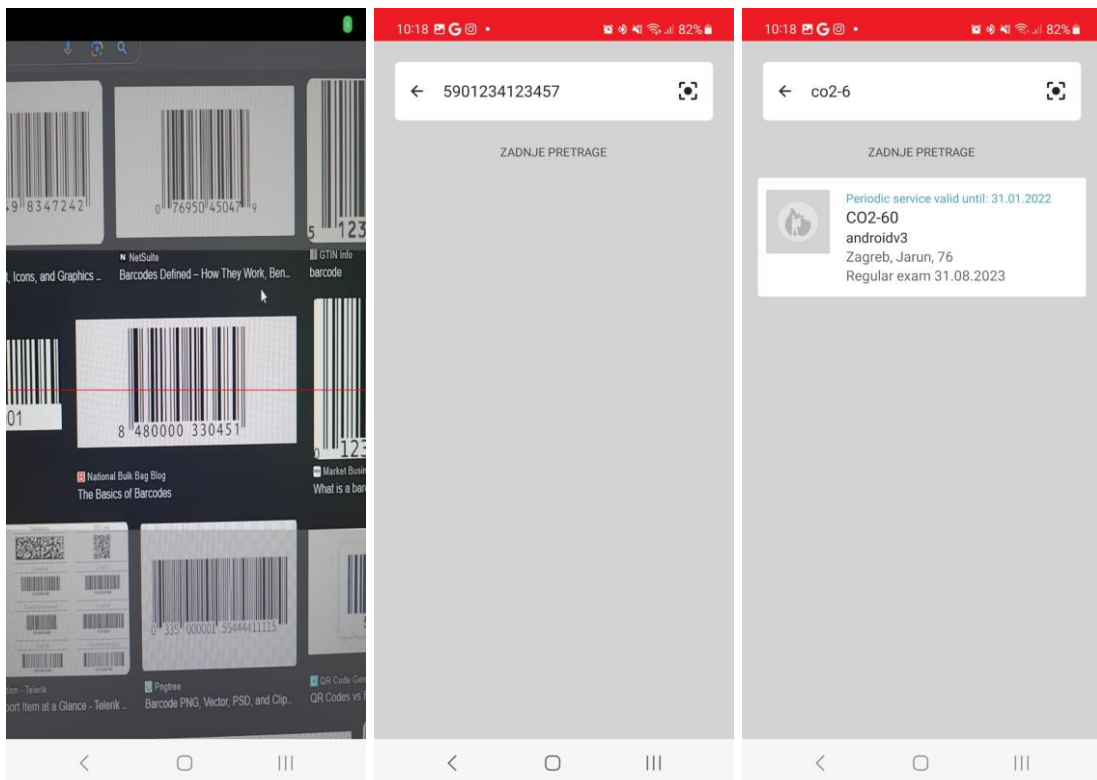 49 8347242
0 76950 45047 9
5 123
NetSuite
GTIN Info
, Icons, and Graphics ...
Barcodes Defined – How They Work, Ben...
barcode
01
8 480000 330451
0 123
National Bulk Bag Blog
The Basics of Barcodes
Market Busin
What is a bar
0 335 000001 55444411115
tion - Telerik
port Item at a Glance - Telerik ...
Pngtree
Barcode PNG, Vector, PSD, and Clip...
QR Code Gen
QR Codes vs
10:18
82%
5901234123457
ZADNJE PRETRAGE
10:18
82%
co2-6
ZADNJE PRETRAGE
Periodic service valid until: 31.01.2022
CO2-60
androidv3
Zagreb, Jarun, 76
Regular exam 31.08.2023